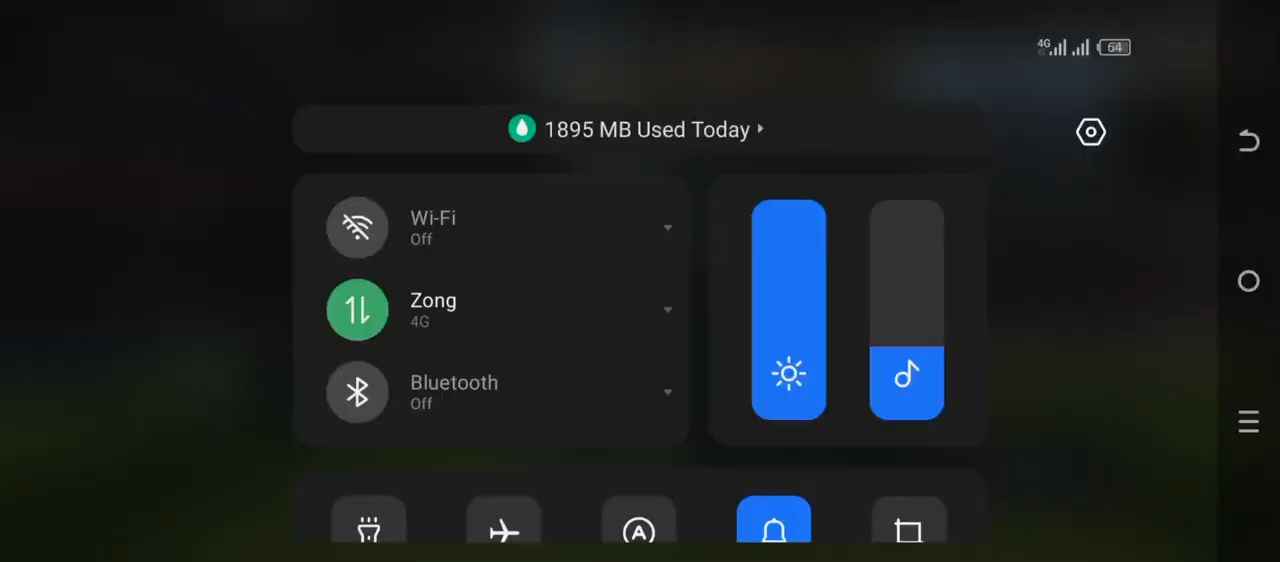 4G
64
1895 MB Used Today
Wi-Fi
Off
Zong
4G
Bluetooth
Off
A